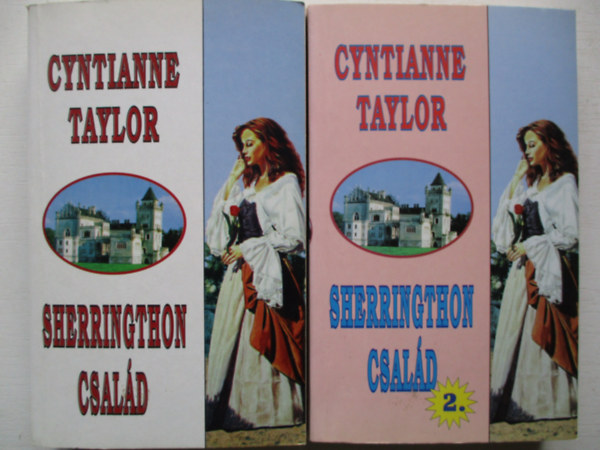 CYNTIANNE
TAYLOR
SHERRINGTHON
CSALÁD
CYNTIANNE
TAYLOR
SHERRINGTHON
CSALÁD
2.